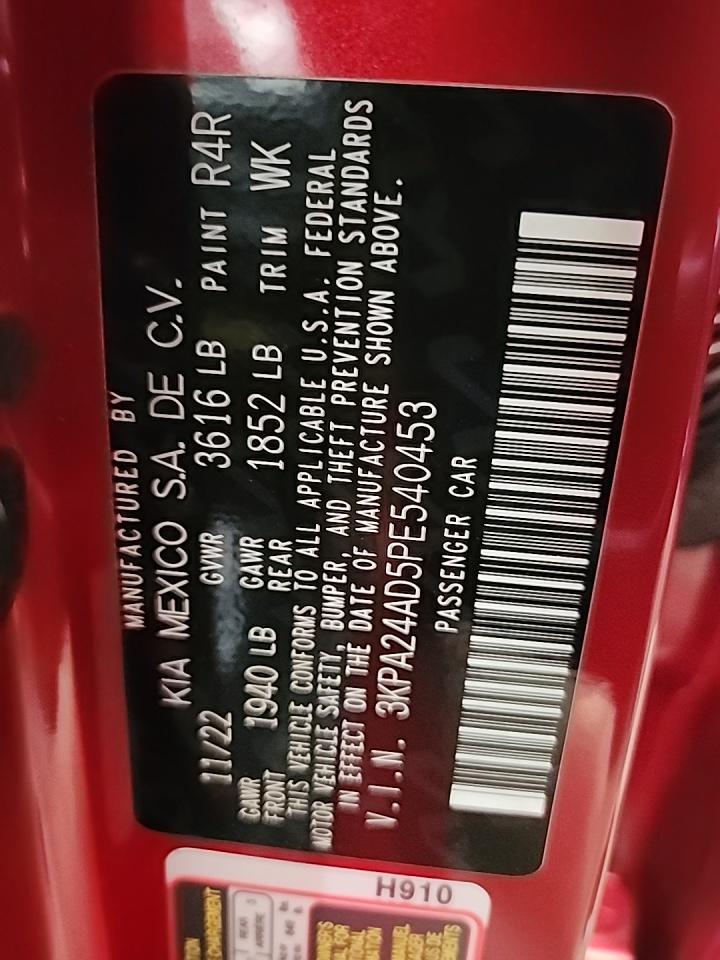 MANUFACTURED BY
KIA MEXICO S.A. DE C.V.
11/22 GVWR 3616 LB PAINT R4R
GAWR FRONT 1940 LB GAWR REAR 1852 LB TRIM WK
THIS VEHICLE CONFORMS TO ALL APPLICABLE U.S.A. FEDERAL
MOTOR VEHICLE SAFETY, BUMPER, AND THEFT PREVENTION STANDARDS
IN EFFECT ON THE DATE OF MANUFACTURE SHOWN ABOVE.
V.I.N. 3KPA24AD5PE540453
PASSENGER CAR
H910
REAR
ARRIERE